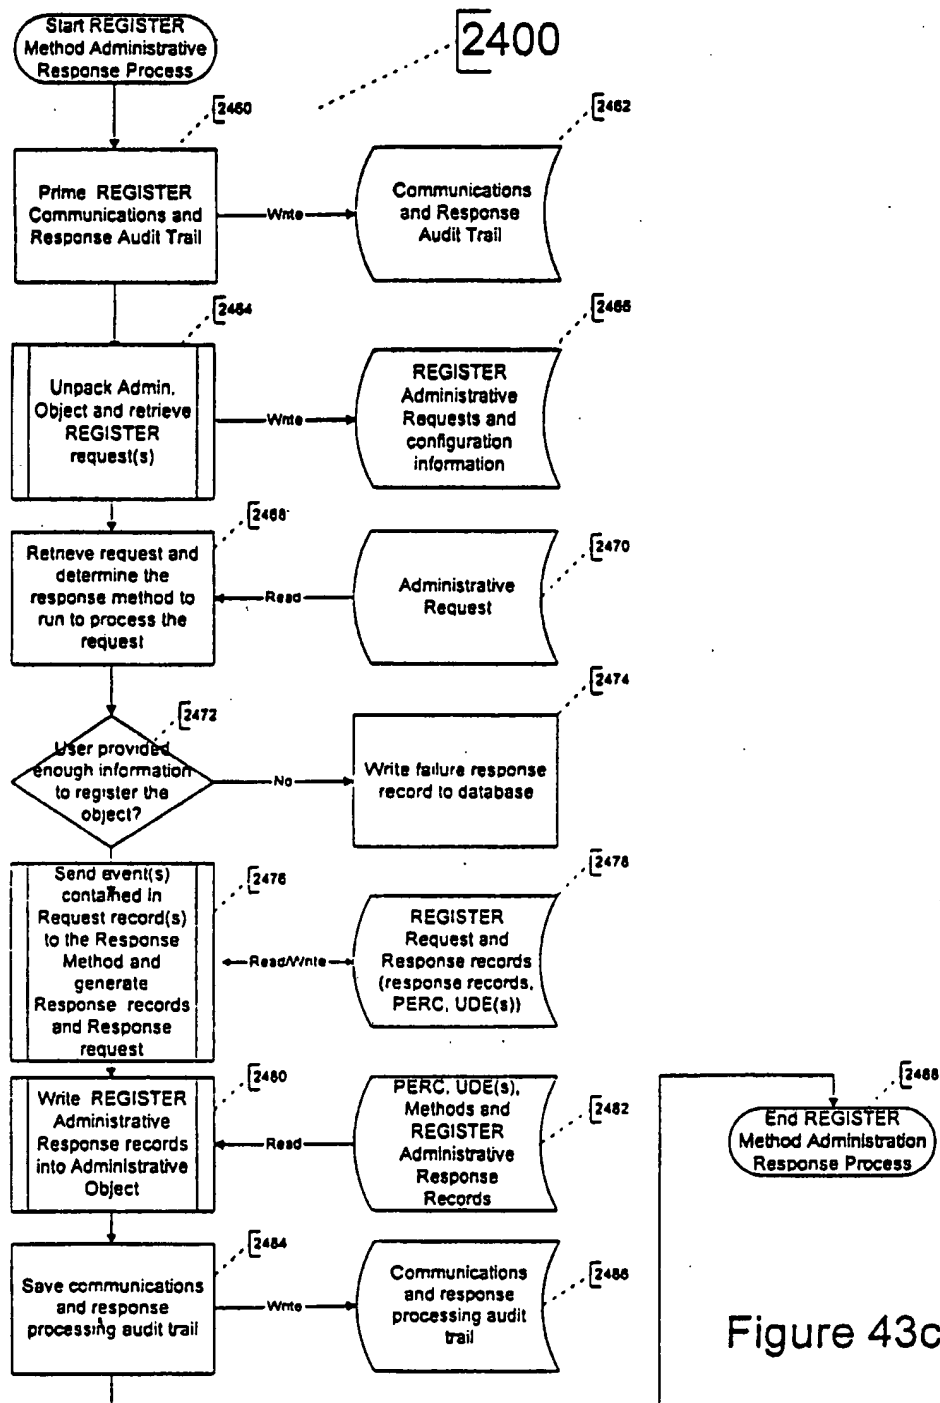 Start REGISTER
Method Administrative
Response Process
2400
2460
2462
Prime REGISTER
Communications and
Response Audit Trail
Write
Communications
and Response
Audit Trail
2464
2466
Unpack Admin.
Object and retrieve
REGISTER
request(s)
Write
REGISTER
Administrative
Requests and
configuration
information
2468
2470
Retrieve request and
determine the
response method to
run to process the
request
Read
Administrative
Request
2472
2474
User provided
enough information
to register the
object?
No
Write failure response
record to database
2476
2478
Send event(s)
contained in
Request record(s)
to the Response
Method and
generate
Response records
and Response
request
Read/Write
REGISTER
Request and
Response records
(response records,
PERC, UDE(s))
2480
2482
Write REGISTER
Administrative
Response records
into Administrative
Object
Read
PERC, UDE(s),
Methods and
REGISTER
Administrative
Response
Records
2488
End REGISTER
Method Administration
Response Process
2484
2486
Save communications
and response
processing audit trail
Write
Communications
and response
processing audit
trail
Figure 43c